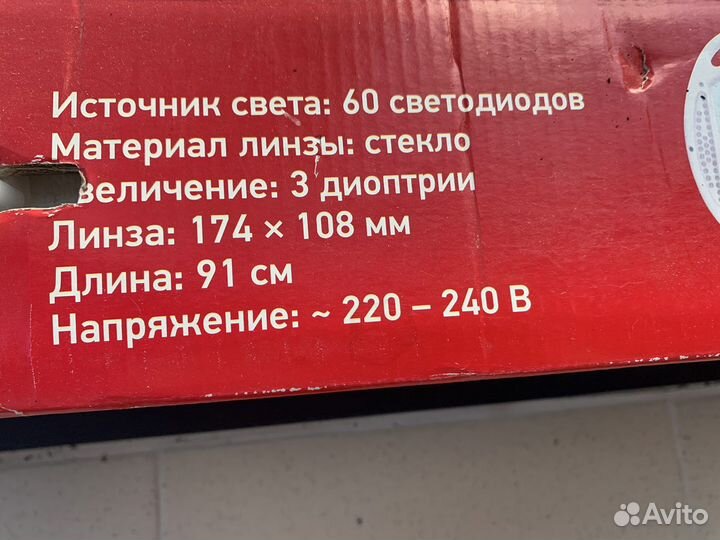 Источник света: 60 светодиодов
Материал линзы: стекло
величение: 3 диоптрии
Линза: 174 × 108 мм
Длина: 91 см
Напряжение: ~ 220 – 240 В
Avito